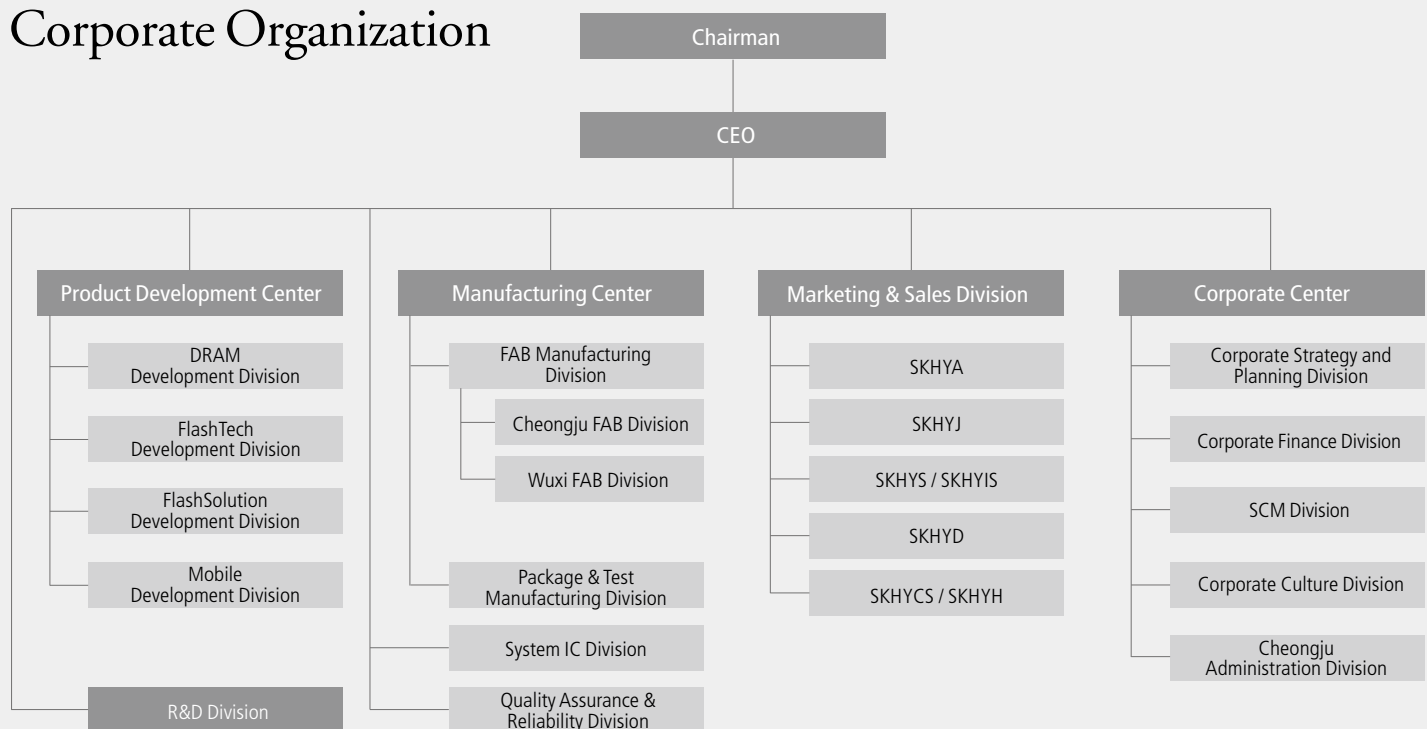 Corporate Organization
Chairman
CEO
Product Development Center
DRAM
Development Division
FlashTech
Development Division
FlashSolution
Development Division
Mobile
Development Division
R&D Division
Manufacturing Center
FAB Manufacturing
Division
Cheongju FAB Division
Wuxi FAB Division
Package & Test
Manufacturing Division
System IC Division
Quality Assurance &
Reliability Division
Marketing & Sales Division
SKHYA
SKHYJ
SKHYS / SKHYIS
SKHYD
SKHYCS / SKHYH
Corporate Center
Corporate Strategy and
Planning Division
Corporate Finance Division
SCM Division
Corporate Culture Division
Cheongju
Administration Division